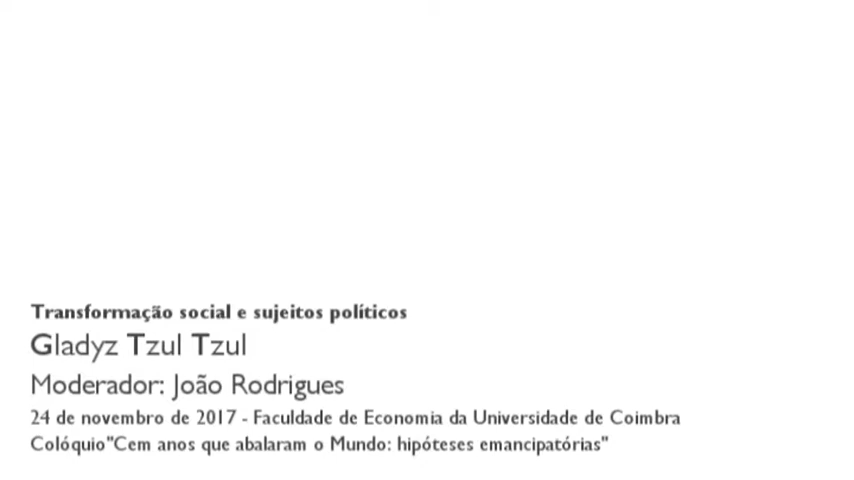 Transformação social e sujeitos políticos
Gladyz Tzul Tzul
Moderador: João Rodrigues
24 de novembro de 2017 - Faculdade de Economia da Universidade de Coimbra
Colóquio"Cem anos que abalaram o Mundo: hipóteses emancipatórias"